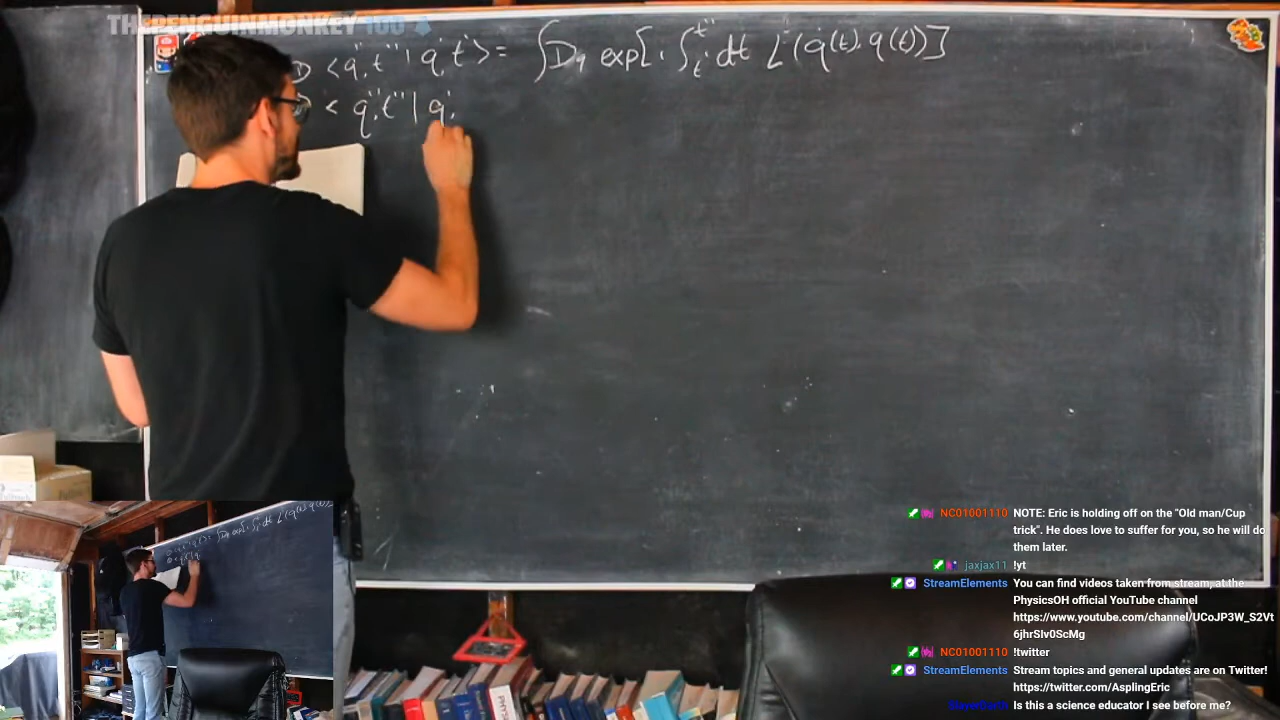 THEPENGUINMONKEY100
<q'',t''|q',t'> = ∫Dq exp[i∫_t'^t'' dt L(q̇(t),q(t))]
<q'',t''|q',
NC01001110 NOTE: Eric is holding off on the "Old man/Cup
trick". He does love to suffer for you, so he will do
them later.
jaxjax11 !yt
StreamElements You can find videos taken from stream, at the
PhysicsOH official YouTube channel
https://www.youtube.com/channel/UCoJP3W_S2Vt
6jhrSlv0ScMg
NC01001110 !twitter
StreamElements Stream topics and general updates are on Twitter!
https://twitter.com/AsplingEric
Is this a science educator I see before me?